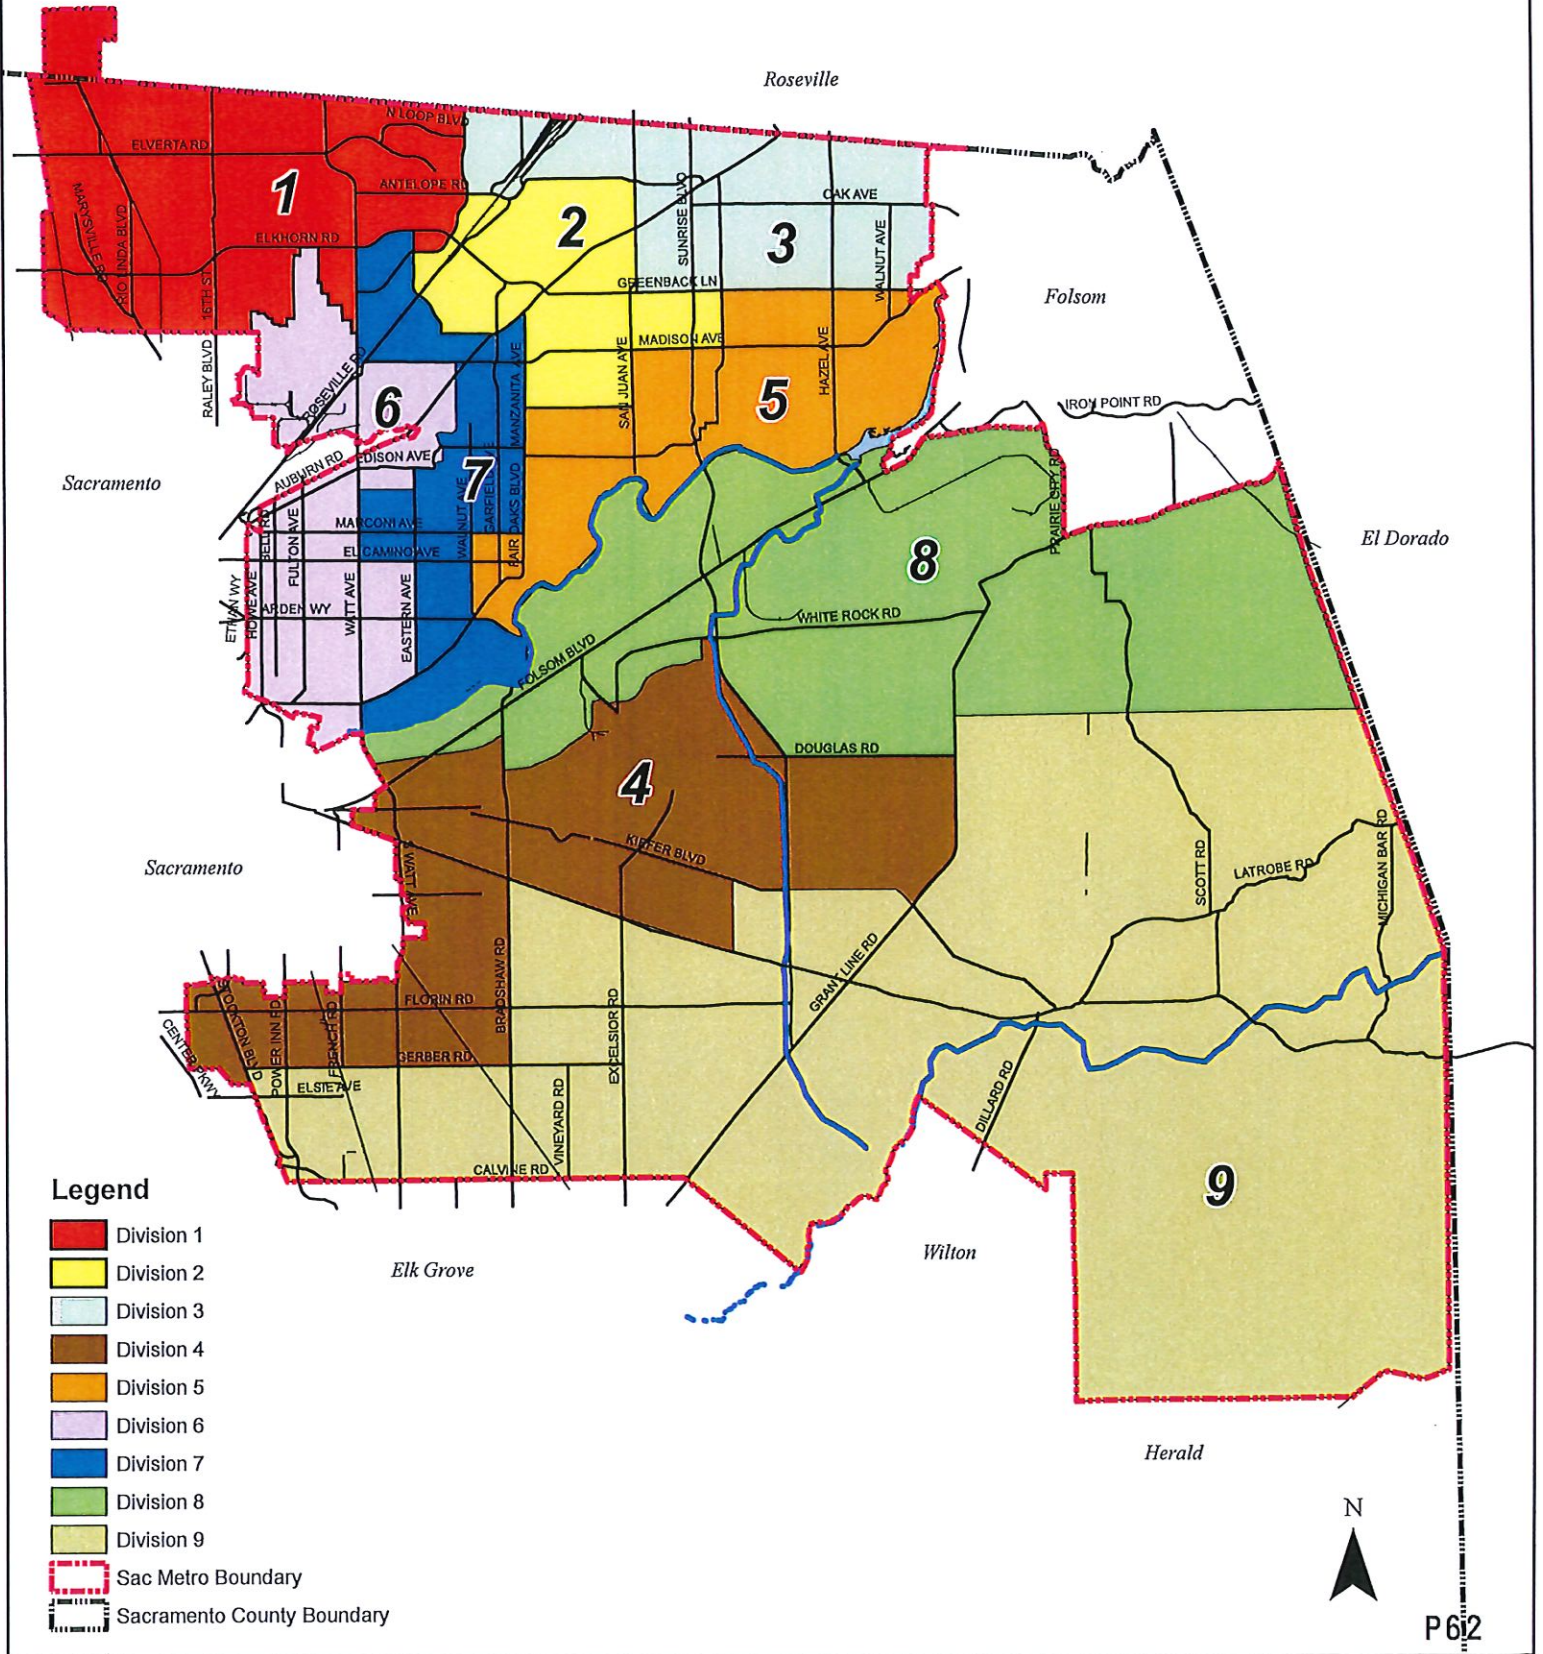 Roseville
N LOOP BLVD
ELVERTA RD
1
ANTELOPE RD
2
SUNRISE BLVD
OAK AVE
3
MARYSVILLE RD
RIO LINDA BLVD
ELKHORN RD
WALNUT AVE
16TH ST
GREENBACK LN
Folsom
RALEY BLVD
ROSEVILLE RD
MADISON AVE
MANZANITA AVE
SAN JUAN AVE
HAZEL AVE
6
5
IRON POINT RD
Sacramento
AUBURN RD
EDISON AVE
7
WALNUT AVE
GARFIELD
FAIR OAKS BLVD
PRAIRIE CITY RD
BELL RD
FULTON AVE
MARCONI AVE
EL CAMINO AVE
El Dorado
8
ETHAN WY
HOWE AVE
ARDEN WY
WATT AVE
EASTERN AVE
WHITE ROCK RD
FOLSOM BLVD
DOUGLAS RD
4
KIEFER BLVD
Sacramento
S WATT AVE
SCOTT RD
LATROBE RD
MICHIGAN BAR RD
GRANT LINE RD
BRADSHAW RD
EXCELSIOR RD
FLORIN RD
STOCKTON BLVD
POWER INN RD
FRENCH RD
CENTER PKWY
GERBER RD
ELSIE AVE
VINEYARD RD
DILLARD RD
CALVINE RD
9
Legend
Division 1
Division 2
Division 3
Division 4
Division 5
Division 6
Division 7
Division 8
Division 9
Sac Metro Boundary
Sacramento County Boundary
Elk Grove
Wilton
Herald
N
P62